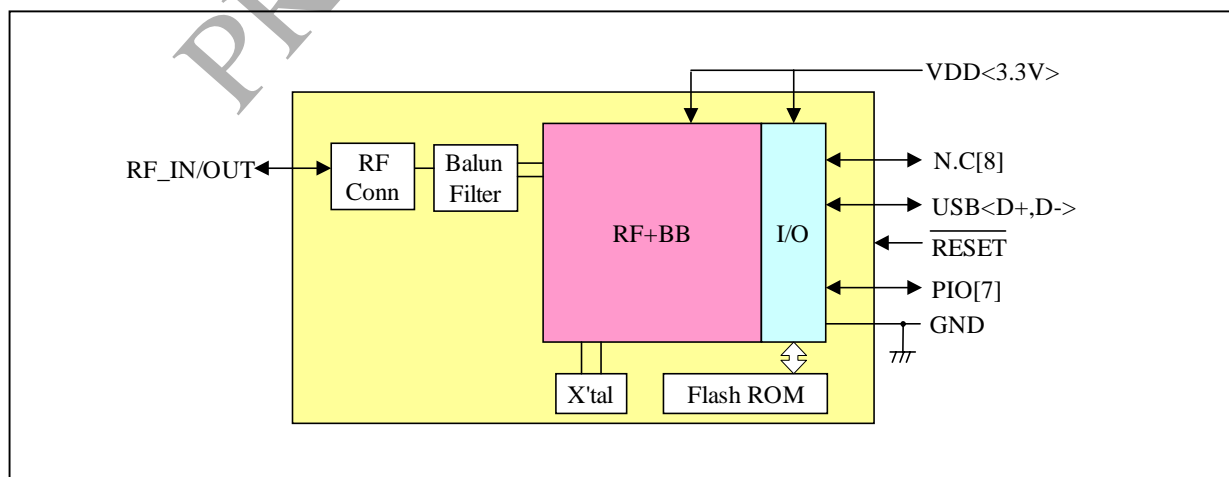 VDD<3.3V>
RF_IN/OUT
RF
Conn
Balun
Filter
RF+BB
I/O
N.C[8]
USB<D+,D->
RESET
PIO[7]
GND
X'tal
Flash ROM